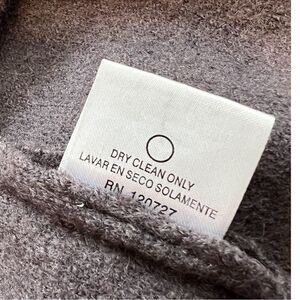 DRY CLEAN ONLY
LAVAR EN SECO SOLAMENTE
RN 120727